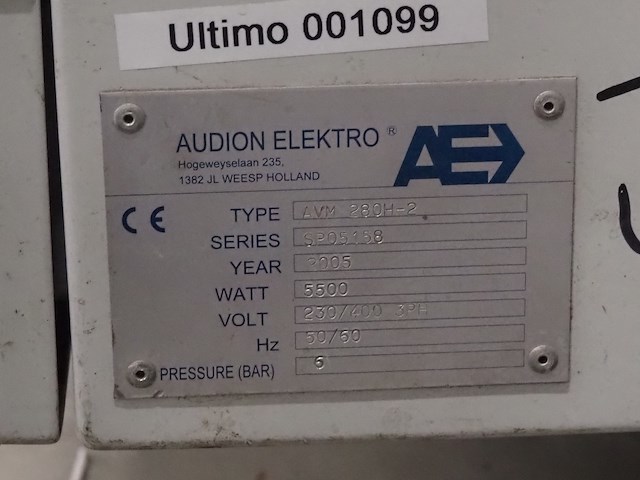 Ultimo 001099
AUDION ELEKTRO ®
Hogeweyselaan 235,
1382 JL WEESP HOLLAND
AE
CE
TYPE AVM 280H-2
SERIES
YEAR 2005
WATT 5500
VOLT 230/400 3PH
Hz 50/60
PRESSURE (BAR) 6